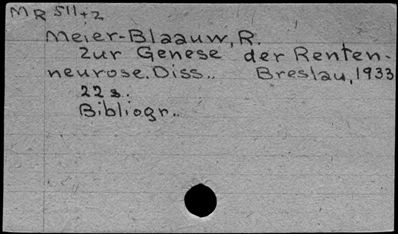 MR 511+2
Meier-Blaauw, R.
Zur Genese der Renten-
neurose. Diss.. Breslau, 1933
22 s.
Bibliogr..